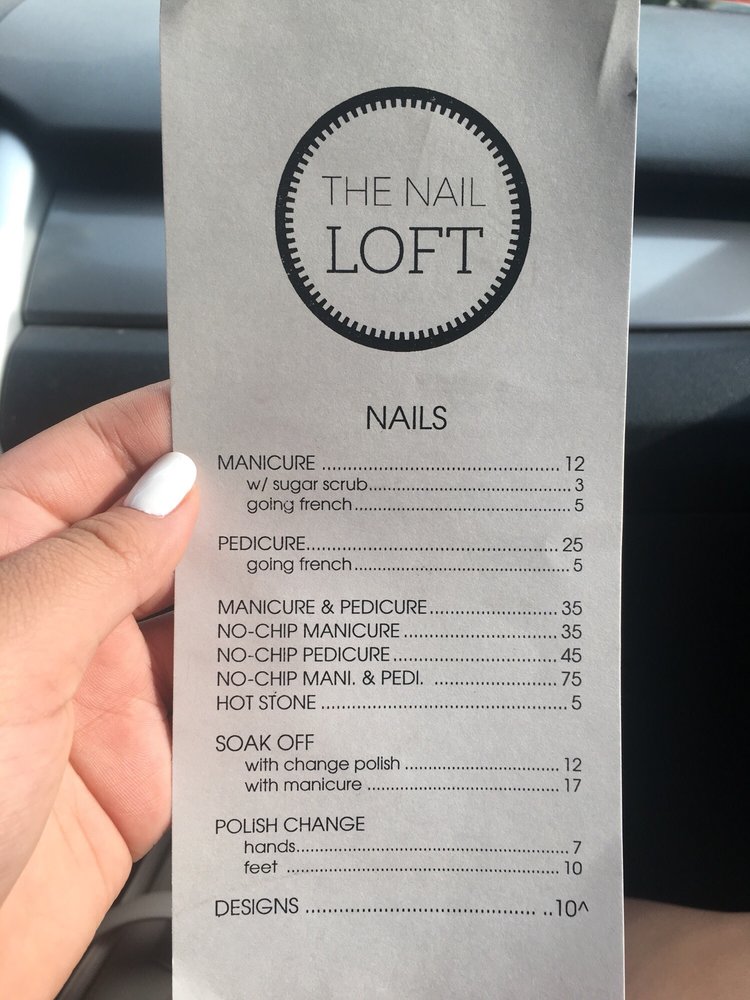 THE NAIL
LOFT
NAILS
MANICURE ........................................ 12
w/ sugar scrub.................................... 3
going french...................................... 5
PEDICURE.......................................... 25
going french...................................... 5
MANICURE & PEDICURE...................... 35
NO-CHIP MANICURE .......................... 35
NO-CHIP PEDICURE ............................ 45
NO-CHIP MANI. & PEDI. ..................... 75
HOT STONE .......................................... 5
SOAK OFF
with change polish .......................... 12
with manicure ................................ 17
POLISH CHANGE
hands.............................................. 7
feet .............................................. 10
DESIGNS ...................................... ..10^